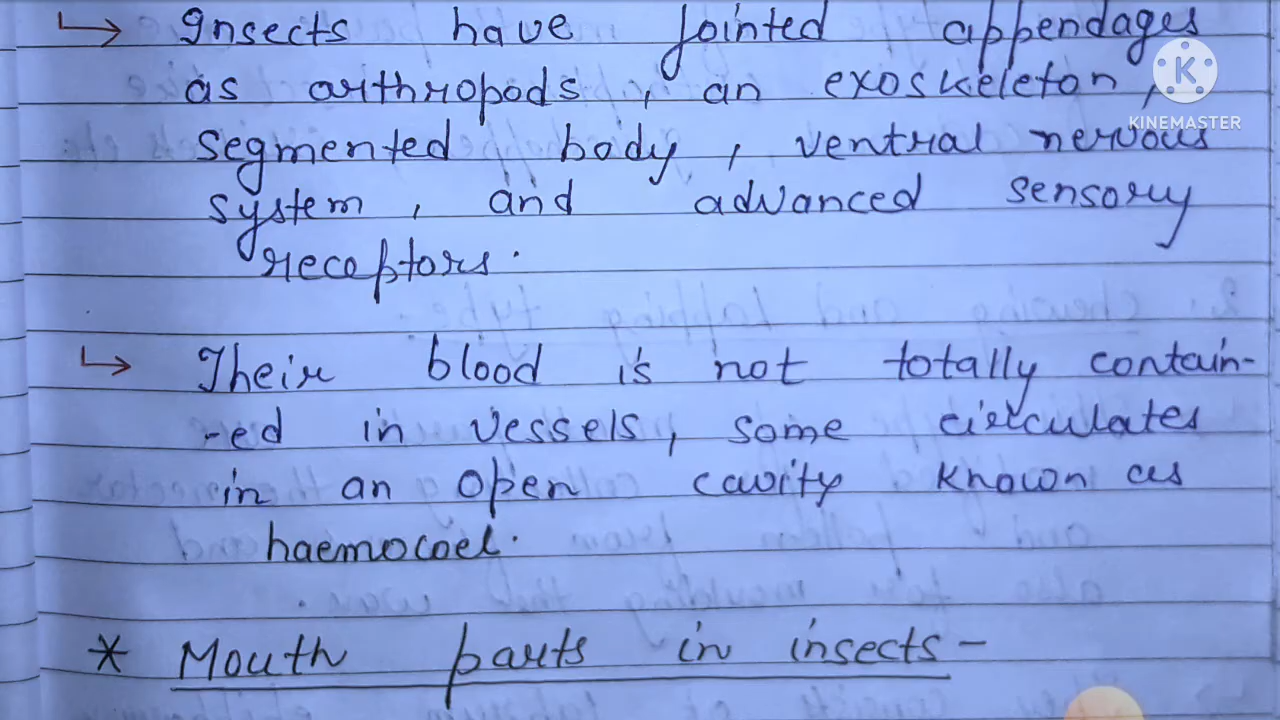 ↳ Insects have jointed appendages
as arthropods, an exoskeleton,
segmented body, ventral nervous
system, and advanced sensory
receptors.
↳ Their blood is not totally contain-
-ed in vessels, some circulates
in an open cavity known as
haemocoel.
* Mouth parts in insects -
K
KINEMASTER